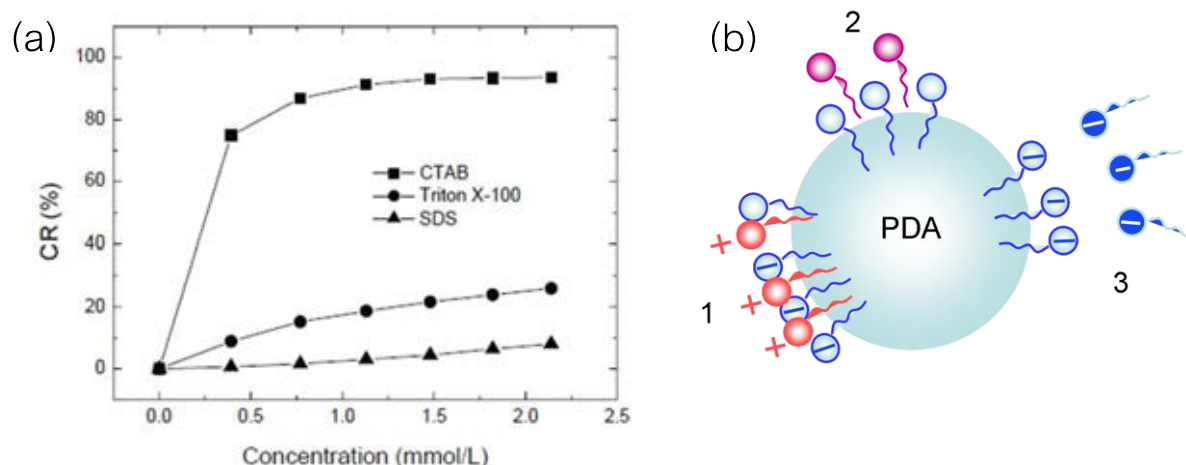 (a)
CR (%)
100
80
60
40
20
0
CTAB
Triton X-100
SDS
0.0 0.5 1.0 1.5 2.0 2.5
Concentration (mmol/L)
(b)
2
PDA
3
1
+
+
+